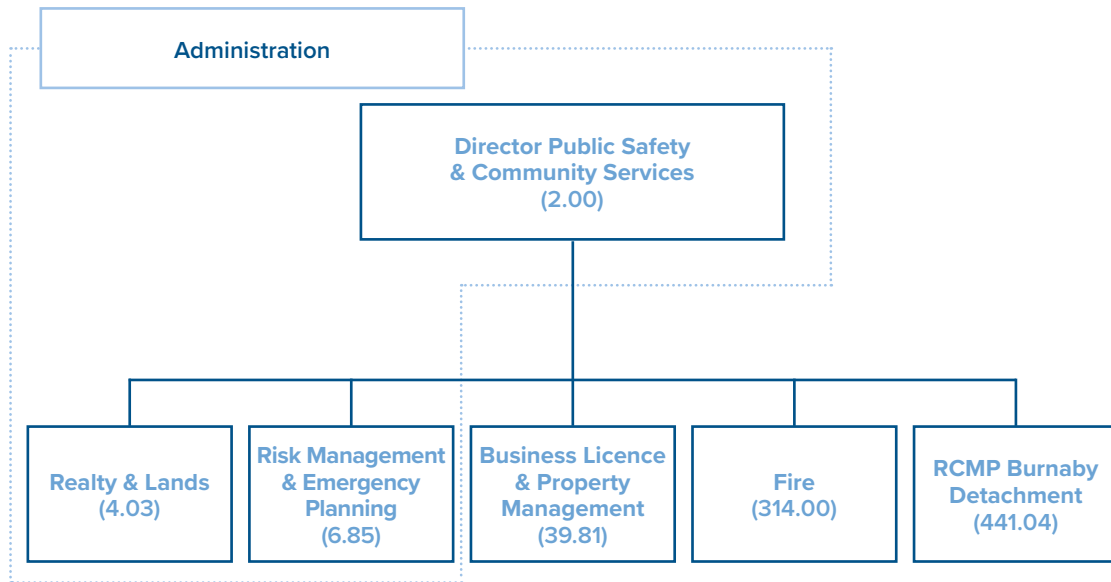 Administration
Director Public Safety
& Community Services
(2.00)
Realty & Lands
(4.03)
Risk Management
& Emergency
Planning
(6.85)
Business Licence
& Property
Management
(39.81)
Fire
(314.00)
RCMP Burnaby
Detachment
(441.04)